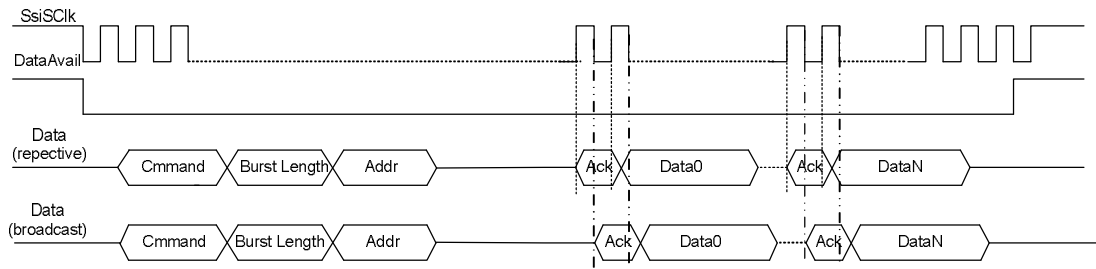 SsiSClk
DataAvail
Data
(repective)
Cmmand Burst Length Addr Ack Data0 Ack DataN
Data
(broadcast)
Cmmand Burst Length Addr Ack Data0 Ack DataN